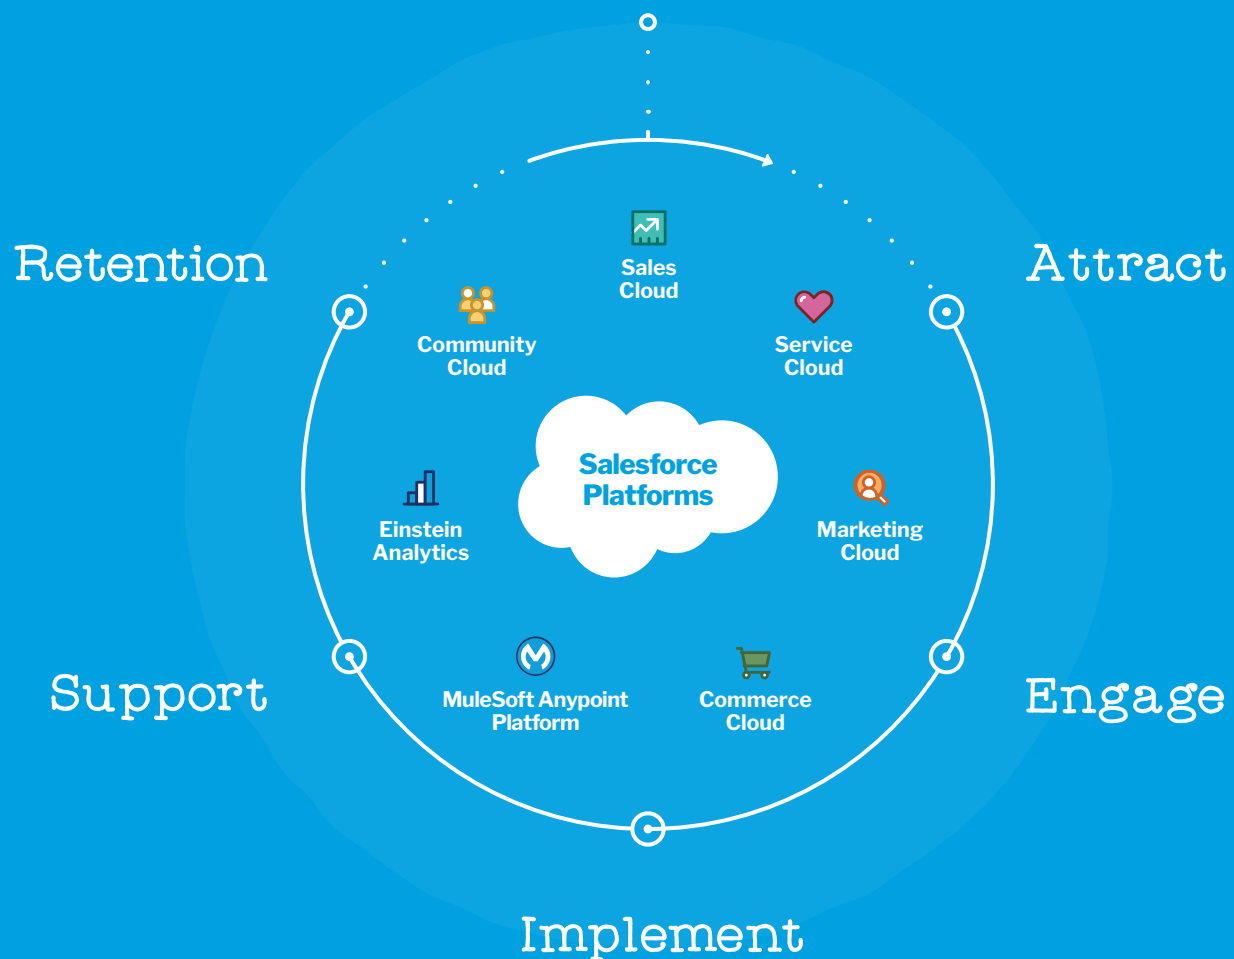 Retention
Attract
Sales
Cloud
Community
Cloud
Service
Cloud
Salesforce
Platforms
Einstein
Analytics
Marketing
Cloud
MuleSoft Anypoint
Platform
Commerce
Cloud
Support
Engage
Implement